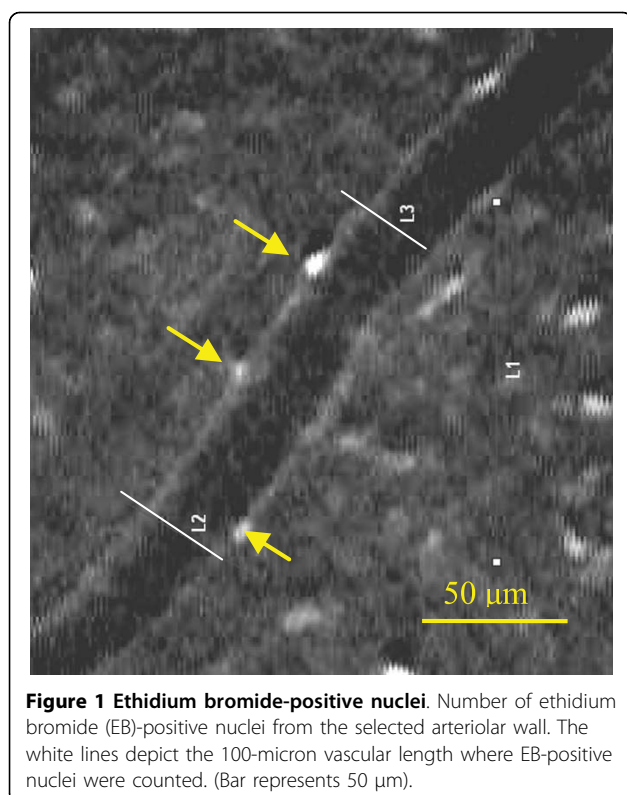 L3
L1
L2
50 µm
Figure 1 Ethidium bromide-positive nuclei. Number of ethidium
bromide (EB)-positive nuclei from the selected arteriolar wall. The
white lines depict the 100-micron vascular length where EB-positive
nuclei were counted. (Bar represents 50 μm).